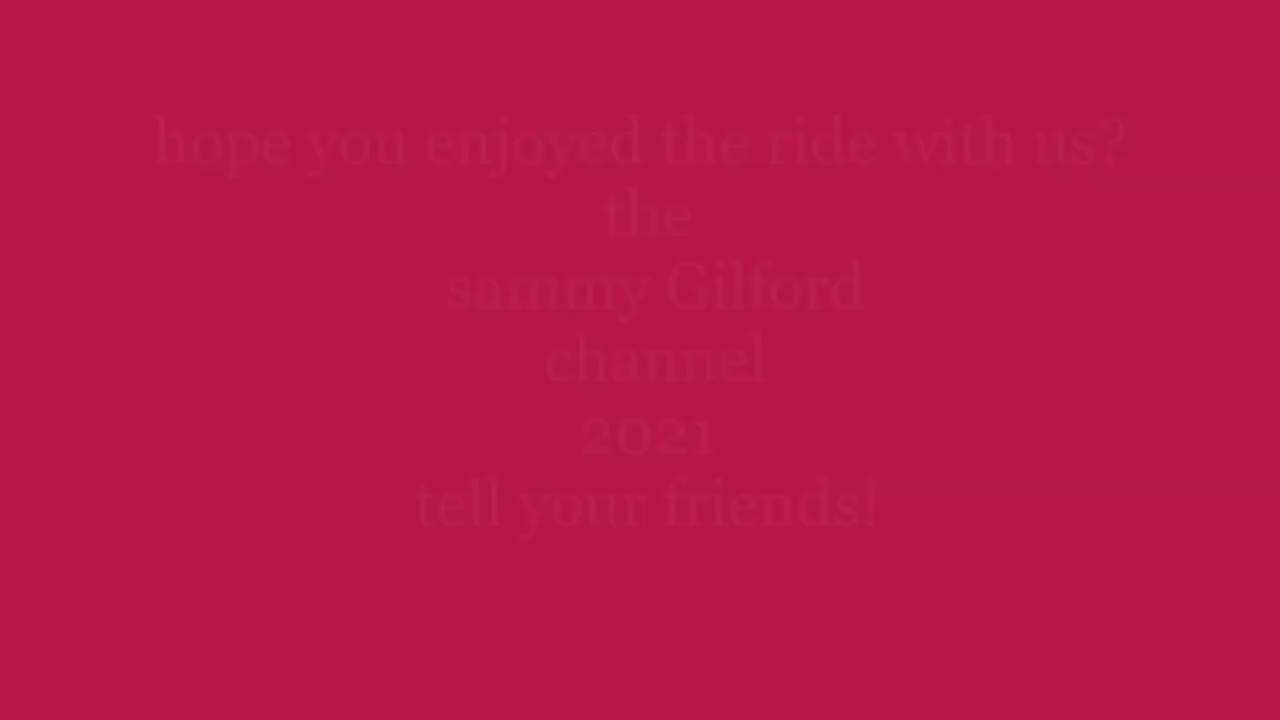 hope you enjoyed the ride with us?
the
sammy Gilford
channel
2021
tell your friends!